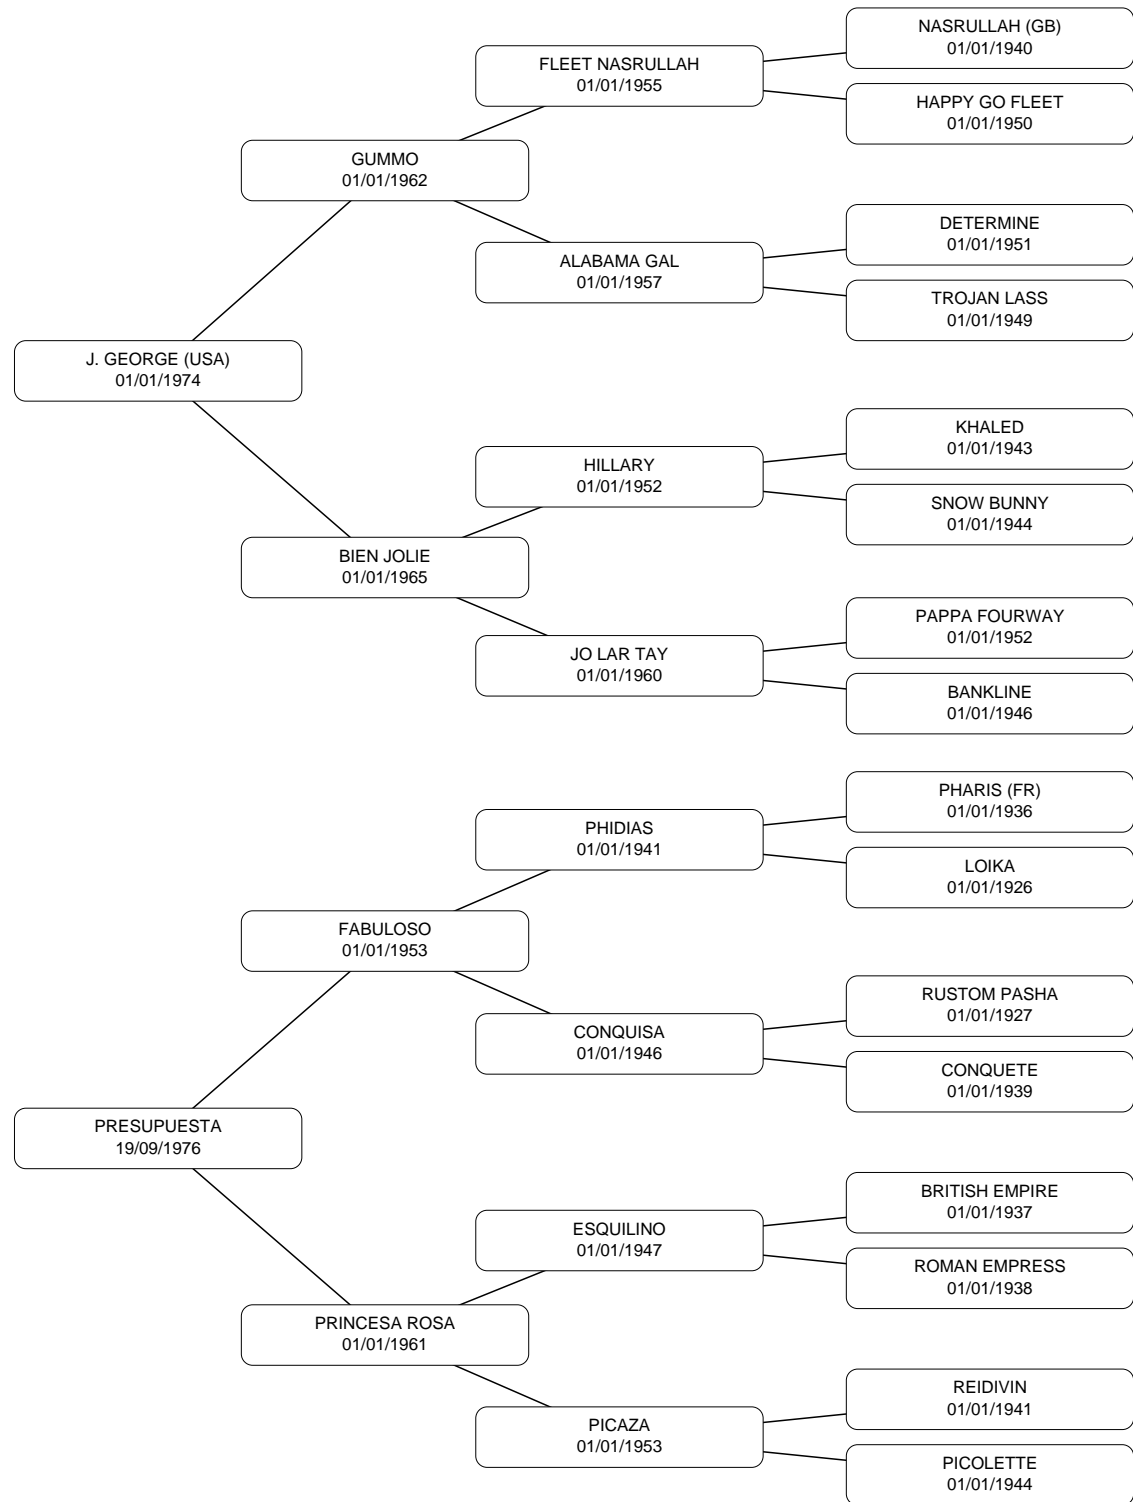 NASRULLAH (GB)
01/01/1940
FLEET NASRULLAH
01/01/1955
HAPPY GO FLEET
01/01/1950
GUMMO
01/01/1962
DETERMINE
01/01/1951
ALABAMA GAL
01/01/1957
TROJAN LASS
01/01/1949
J. GEORGE (USA)
01/01/1974
KHALED
01/01/1943
HILLARY
01/01/1952
SNOW BUNNY
01/01/1944
BIEN JOLIE
01/01/1965
PAPPA FOURWAY
01/01/1952
JO LAR TAY
01/01/1960
BANKLINE
01/01/1946
PHARIS (FR)
01/01/1936
PHIDIAS
01/01/1941
LOIKA
01/01/1926
FABULOSO
01/01/1953
RUSTOM PASHA
01/01/1927
CONQUISA
01/01/1946
CONQUETE
01/01/1939
PRESUPUESTA
19/09/1976
BRITISH EMPIRE
01/01/1937
ESQUILINO
01/01/1947
ROMAN EMPRESS
01/01/1938
PRINCESA ROSA
01/01/1961
REIDIVIN
01/01/1941
PICAZA
01/01/1953
PICOLETTE
01/01/1944